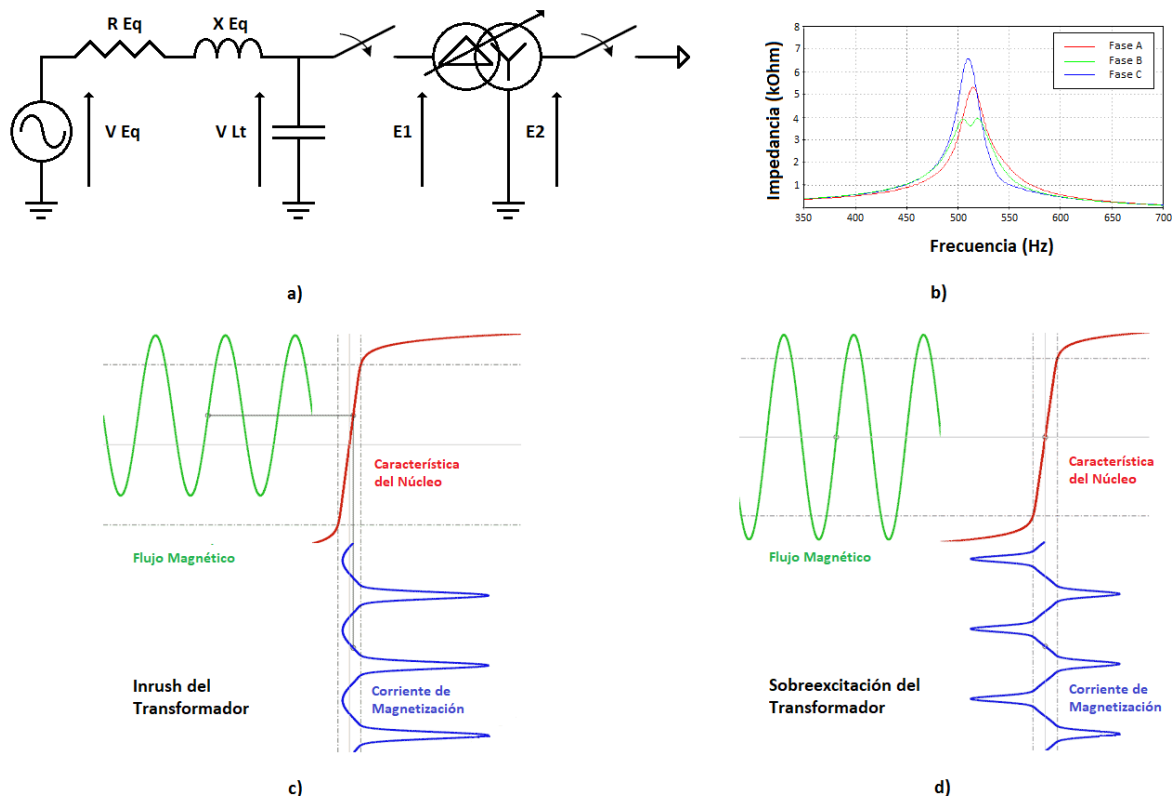 R Eq
X Eq
V Eq
V Lt
E1
E2
a)
Impedancia (kOhm)
8
7
6
5
4
3
2
1
Fase A
Fase B
Fase C
350
400
450
500
550
600
650
700
Frecuencia (Hz)
b)
Característica
del Núcleo
Flujo Magnético
Inrush del
Transformador
Corriente de
Magnetización
c)
Característica
del Núcleo
Flujo Magnético
Sobreexcitación del
Transformador
Corriente de
Magnetización
d)